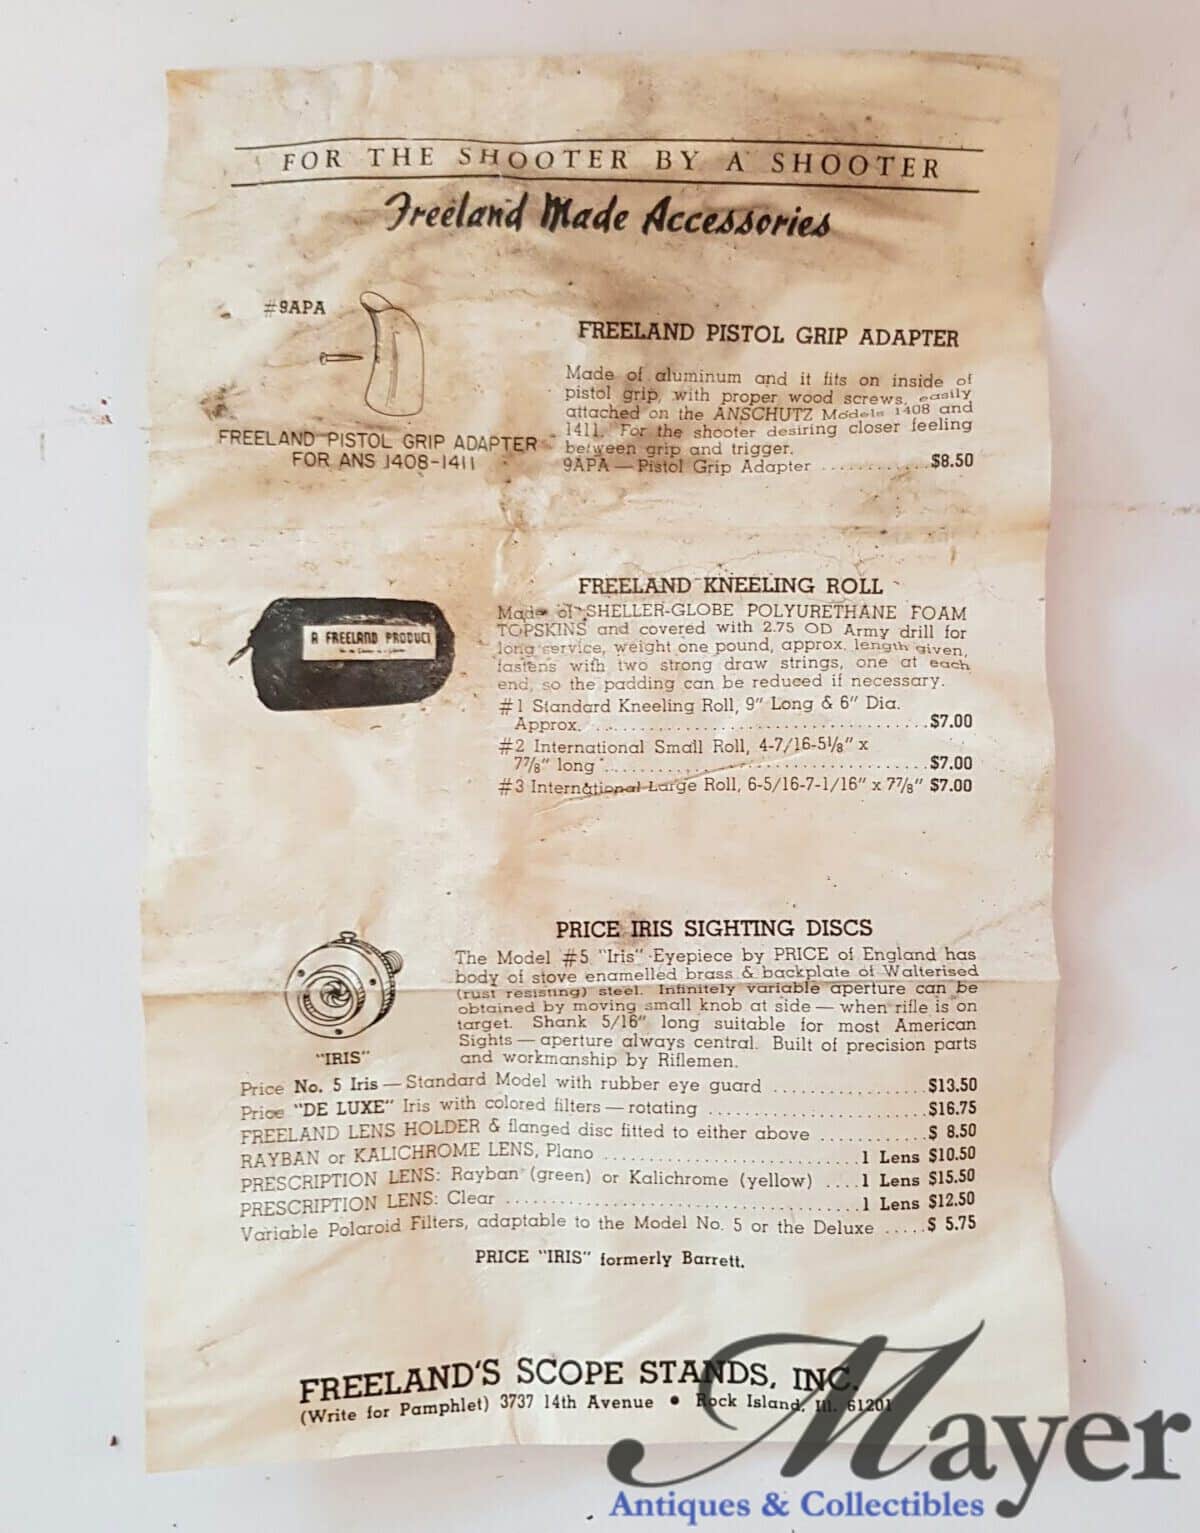 FOR THE SHOOTER BY A SHOOTER
Freeland Made Accessories
#9APA
FREELAND PISTOL GRIP ADAPTER
FOR ANS 1408-1411
FREELAND PISTOL GRIP ADAPTER
Made of aluminum and it fits on inside of
pistol grip, with proper wood screws, easily
attached on the ANSCHUTZ Models 1408 and
1411. For the shooter desiring closer feeling
between grip and trigger.
9APA — Pistol Grip Adapter ............ $8.50
A FREELAND PRODUCT
FREELAND KNEELING ROLL
Made of SHELLER-GLOBE POLYURETHANE FOAM
TOPSKINS and covered with 2.75 OD Army drill for
long service, weight one pound, approx. length given,
fastens with two strong draw strings, one at each
end, so the padding can be reduced if necessary.
#1 Standard Kneeling Roll, 9" Long & 6" Dia.
Approx. ........................................ $7.00
#2 International Small Roll, 4-7/16-5⅛" x
7⅞" long ...................................... $7.00
#3 International Large Roll, 6-5/16-7-1/16" x 7⅞" $7.00
PRICE IRIS SIGHTING DISCS
The Model #5 "Iris" Eyepiece by PRICE of England has
body of stove enamelled brass & backplate of Walterised
(rust resisting) steel. Infinitely variable aperture can be
obtained by moving small knob at side — when rifle is on
target. Shank 5/16" long suitable for most American
Sights — aperture always central. Built of precision parts
and workmanship by Riflemen.
"IRIS"
Price No. 5 Iris — Standard Model with rubber eye guard .................. $13.50
Price "DE LUXE" Iris with colored filters — rotating ......................... $16.75
FREELAND LENS HOLDER & flanged disc fitted to either above ............ $ 8.50
RAYBAN or KALICHROME LENS, Plano .............................. 1 Lens $10.50
PRESCRIPTION LENS: Rayban (green) or Kalichrome (yellow) .... 1 Lens $15.50
PRESCRIPTION LENS: Clear .......................................... 1 Lens $12.50
Variable Polaroid Filters, adaptable to the Model No. 5 or the Deluxe ..... $ 5.75
PRICE "IRIS" formerly Barrett.
FREELAND'S SCOPE STANDS, INC.
(Write for Pamphlet) 3737 14th Avenue • Rock Island, Ill. 61201
Mayer
Antiques & Collectibles